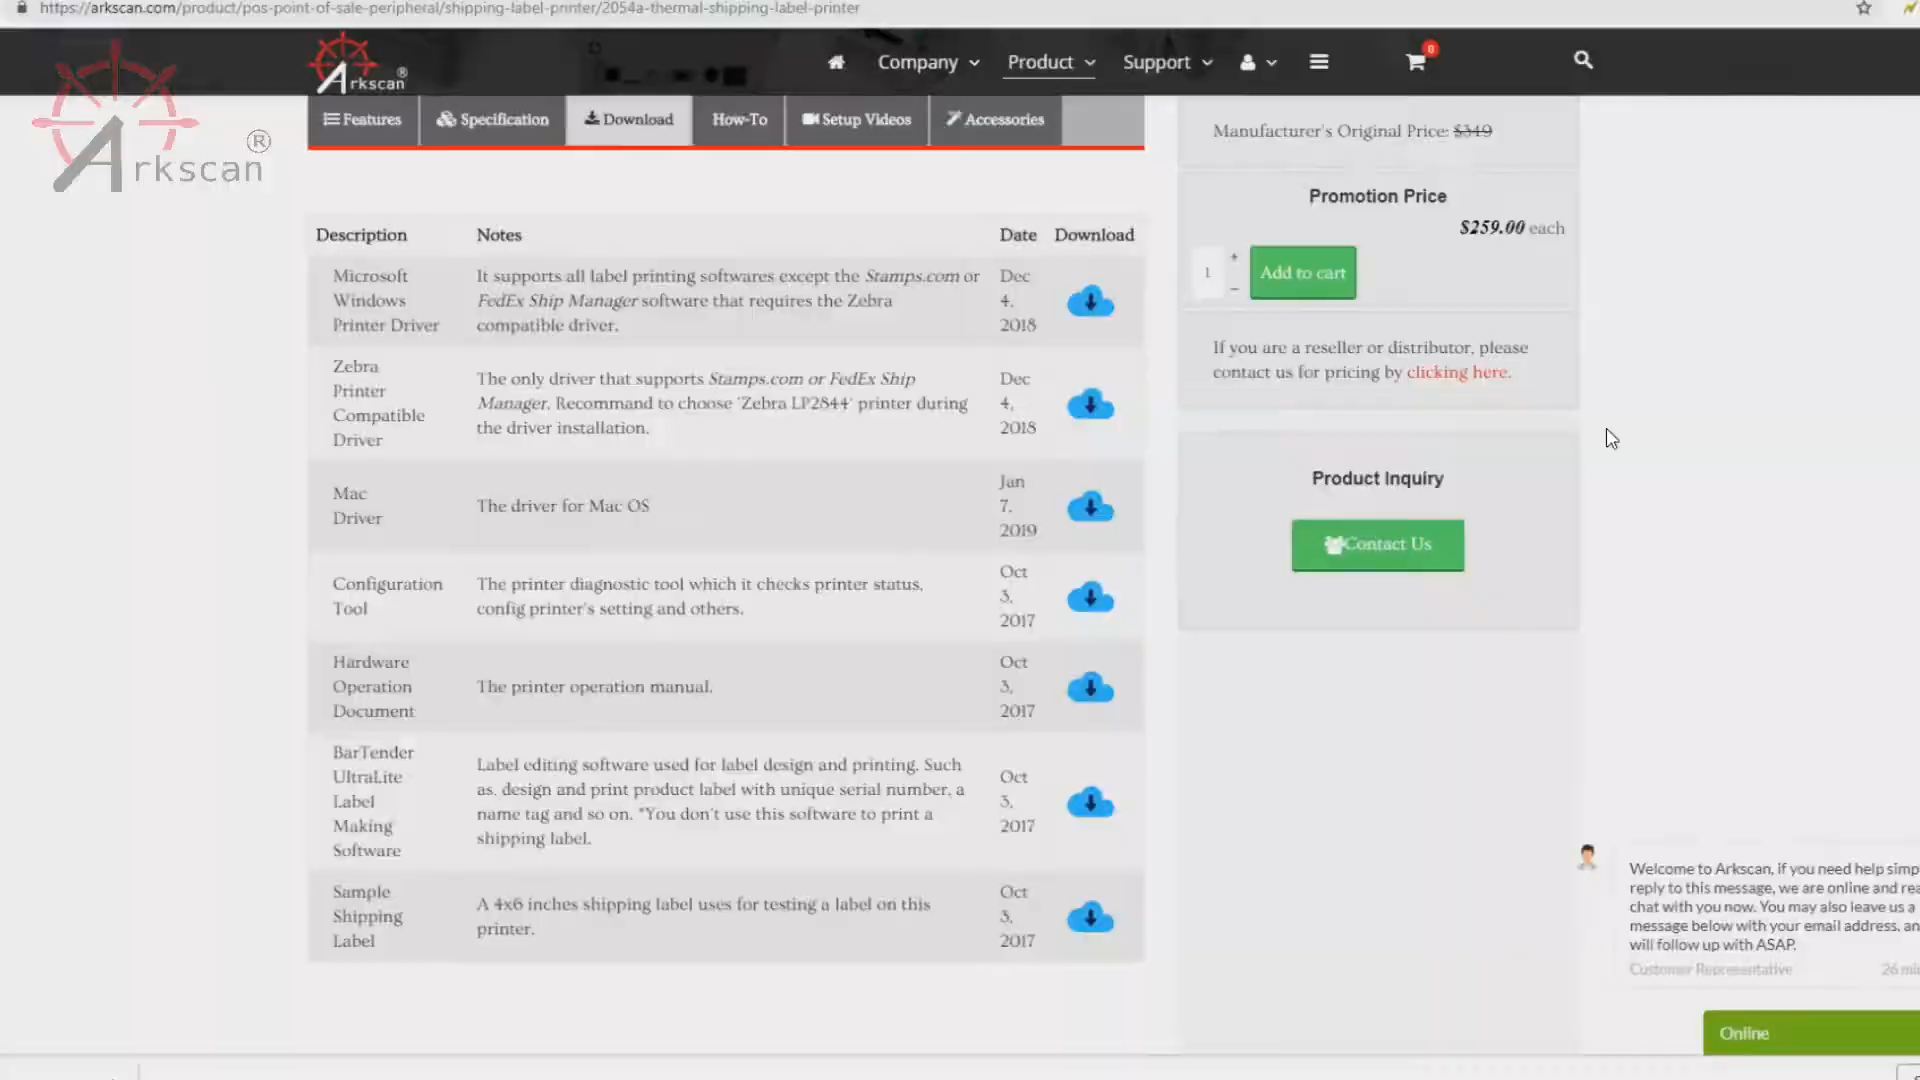 https://arkscan.com/product/pos-point-of-sale-peripheral/shipping-label-printer/2054a-thermal-shipping-label-printer
Arkscan®
Arkscan®
Company
Product
Support
0
Features
Specification
Download
How-To
Setup Videos
Accessories
Manufacturer's Original Price: $349
Promotion Price
$259.00 each
1
+
−
Add to cart
If you are a reseller or distributor, please
contact us for pricing by clicking here.
Product Inquiry
Contact Us
Description Notes Date Download
Microsoft
Windows
Printer Driver
It supports all label printing softwares except the Stamps.com or
FedEx Ship Manager software that requires the Zebra
compatible driver.
Dec
4,
2018
Zebra
Printer
Compatible
Driver
The only driver that supports Stamps.com or FedEx Ship
Manager. Recommand to choose 'Zebra LP2844' printer during
the driver installation.
Dec
4,
2018
Mac
Driver
The driver for Mac OS
Jan
7,
2019
Configuration
Tool
The printer diagnostic tool which it checks printer status,
config printer's setting and others.
Oct
3,
2017
Hardware
Operation
Document
The printer operation manual.
Oct
3,
2017
BarTender
UltraLite
Label
Making
Software
Label editing software used for label design and printing. Such
as, design and print product label with unique serial number, a
name tag and so on. *You don't use this software to print a
shipping label.
Oct
3,
2017
Sample
Shipping
Label
A 4x6 inches shipping label uses for testing a label on this
printer.
Oct
3,
2017
Welcome to Arkscan, if you need help simp
reply to this message, we are online and rea
chat with you now. You may also leave us a
message below with your email address, an
will follow up with ASAP.
Customer Representative
26 mi
Online